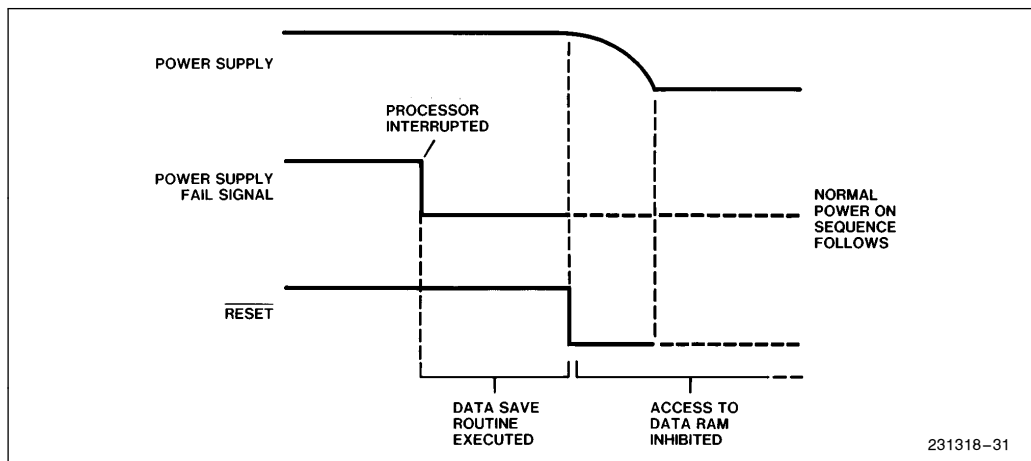 POWER SUPPLY
PROCESSOR
INTERRUPTED
POWER SUPPLY
FAIL SIGNAL
NORMAL
POWER ON
SEQUENCE
FOLLOWS
RESET
DATA SAVE
ROUTINE
EXECUTED
ACCESS TO
DATA RAM
INHIBITED
231318–31